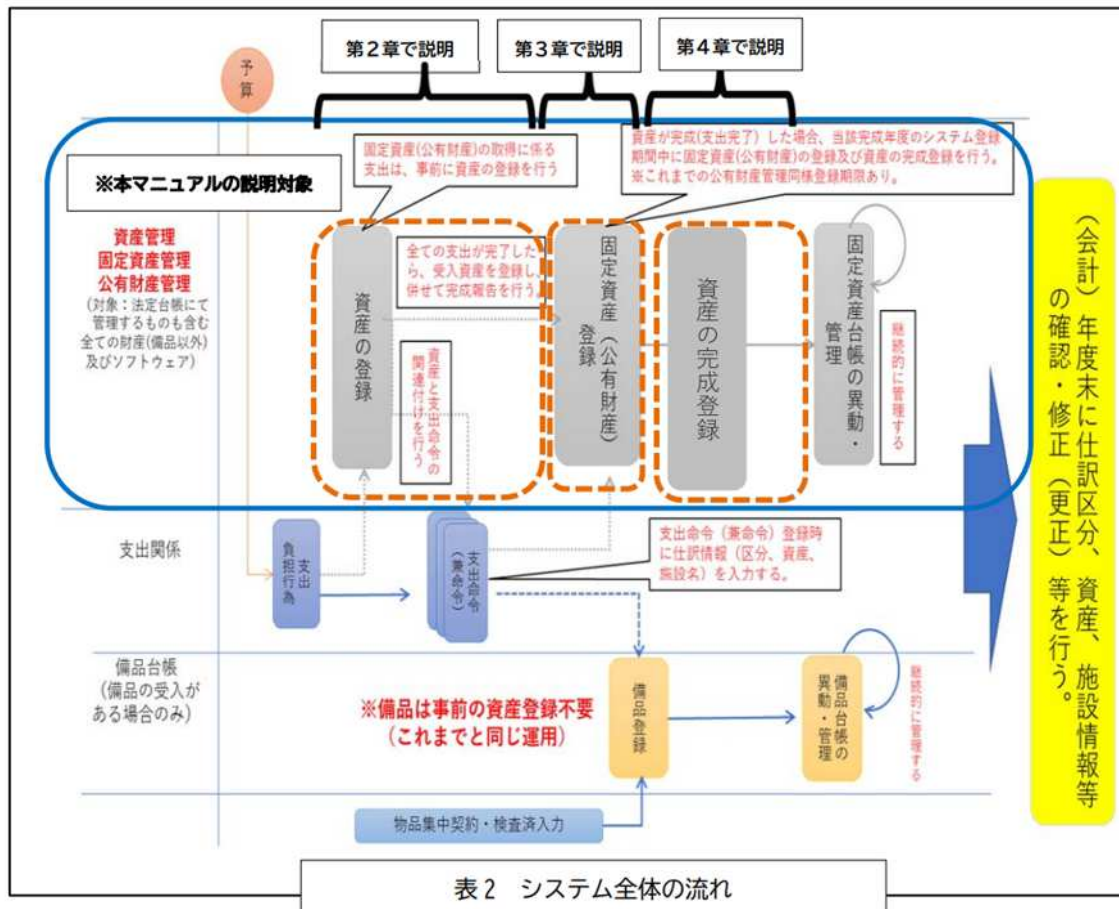 第２章で説明
第３章で説明
第４章で説明
予算
固定資産(公有財産)の取得に係る
支出は、事前に資産の登録を行う
資産が完成(支出完了）した場合、当該完成年度のシステム登録
期間中に固定資産(公有財産)の登録及び資産の完成登録を行う。
※これまでの公有財産管理同様登録期限あり。
※本マニュアルの説明対象
資産管理
固定資産管理
公有財産管理
(対象：法定台帳にて
管理するものも含む
全ての財産(備品以外)
及びソフトウェア）
資産の登録
全ての支出が完了した
ら、受入資産を登録し、
併せて完成報告を行う。
資産と支出命令の
関連付けを行う
固定資産（公有財産）
登録
資産の完成登録
固定資産台帳の異動・
管理
継続的に管理する
（会計）年度末に仕訳区分、資産、施設情報等
の確認・修正（更正）等を行う。
支出関係
支出
負担行為
支出命令
（兼命令）
支出命令（兼命令）登録時
に仕訳情報（区分、資産、
施設名）を入力する。
備品台帳
（備品の受入が
ある場合のみ）
※備品は事前の資産登録不要
（これまでと同じ運用）
備品登録
備品台帳の
異動・管理
継続的に管理する
物品集中契約・検査済入力
表２　システム全体の流れ